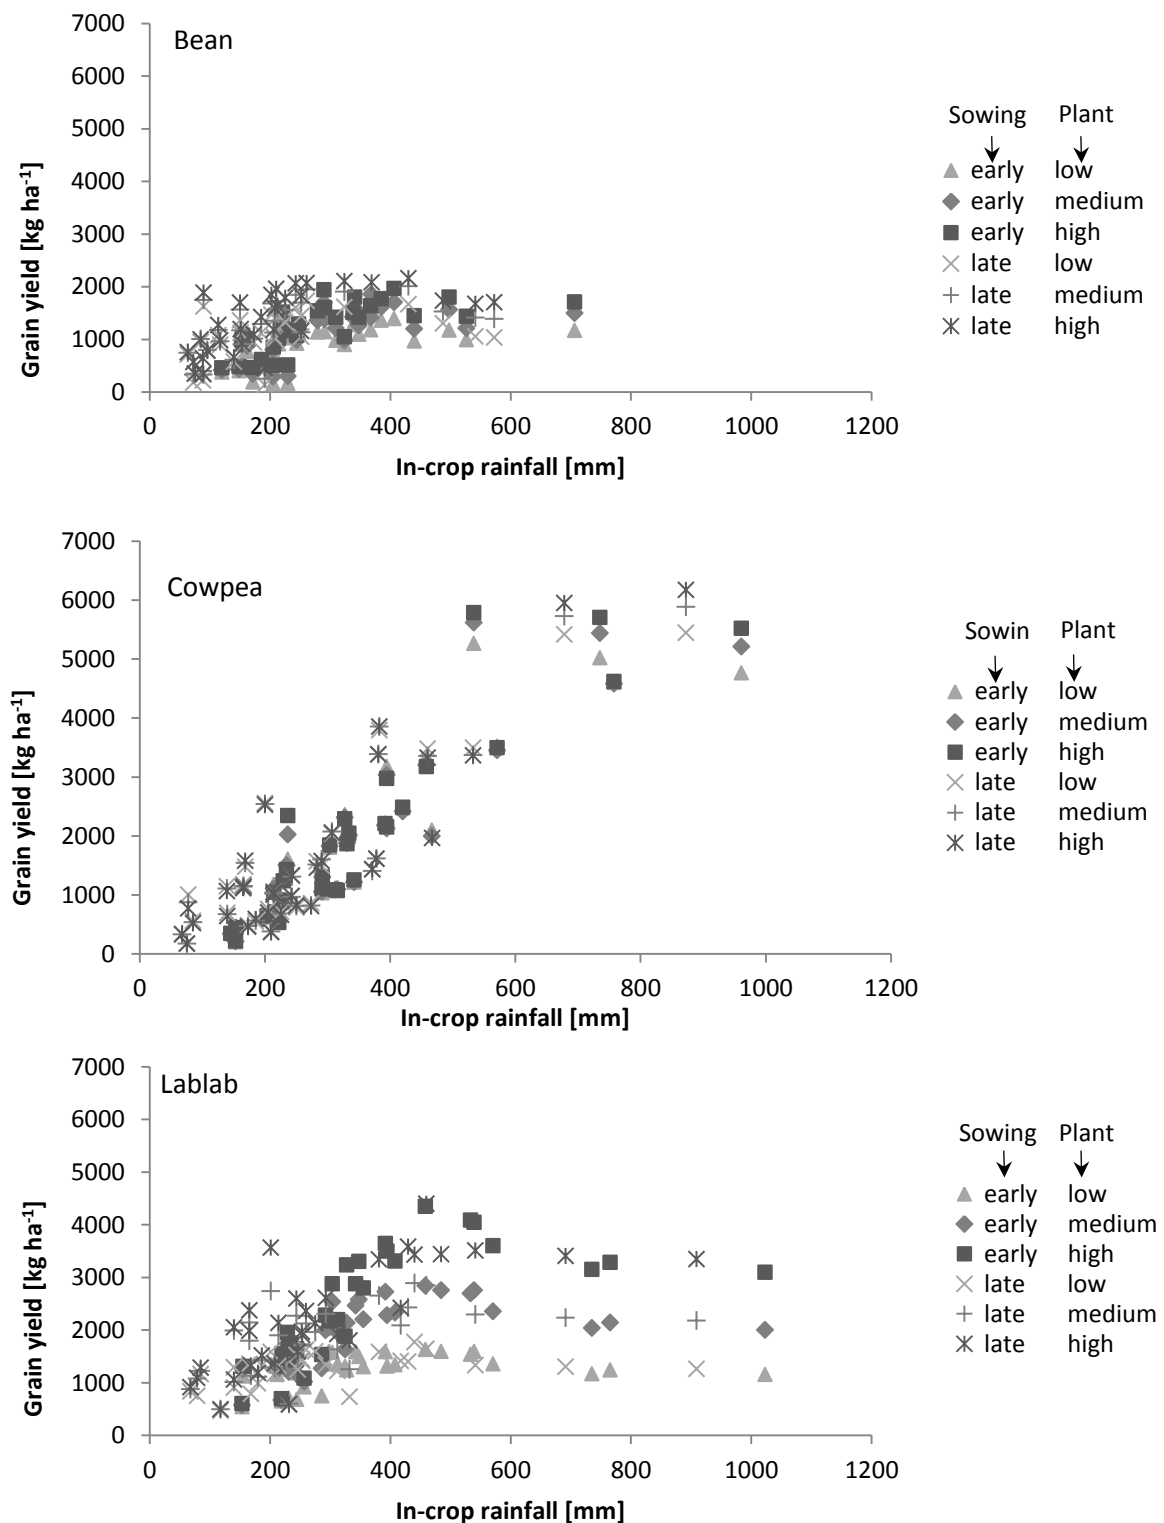 Bean
7000
6000
5000
4000
3000
2000
1000
0
Grain yield [kg ha⁻¹]
0 200 400 600 800 1000 1200
In-crop rainfall [mm]
Sowing Plant
early low
early medium
early high
late low
late medium
late high
Cowpea
7000
6000
5000
4000
3000
2000
1000
0
Grain yield [kg ha⁻¹]
0 200 400 600 800 1000 1200
In-crop rainfall [mm]
Sowin Plant
early low
early medium
early high
late low
late medium
late high
Lablab
7000
6000
5000
4000
3000
2000
1000
0
Grain yield [kg ha⁻¹]
0 200 400 600 800 1000 1200
In-crop rainfall [mm]
Sowing Plant
early low
early medium
early high
late low
late medium
late high